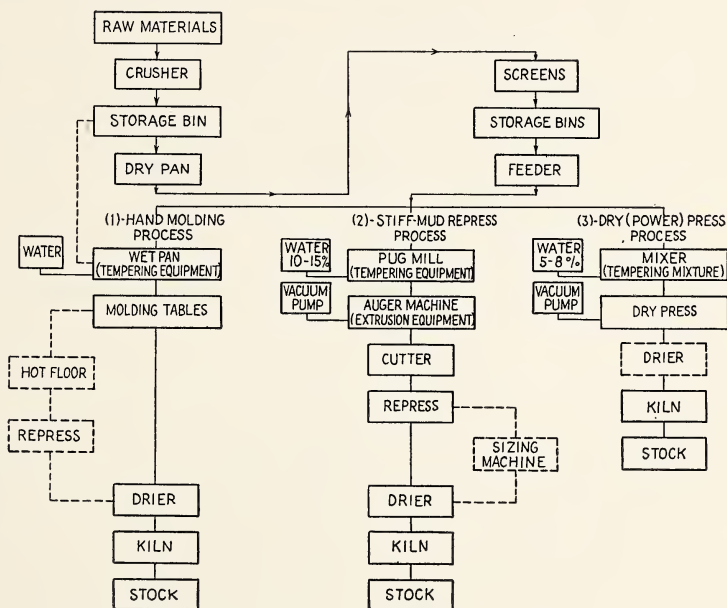 RAW MATERIALS
CRUSHER
STORAGE BIN
DRY PAN
SCREENS
STORAGE BINS
FEEDER
(1)-HAND MOLDING
PROCESS
WATER
WET PAN
(TEMPERING EQUIPMENT)
MOLDING TABLES
HOT FLOOR
REPRESS
DRIER
KILN
STOCK
(2)-STIFF-MUD REPRESS
PROCESS
WATER
10-15%
PUG MILL
(TEMPERING EQUIPMENT)
VACUUM
PUMP
AUGER MACHINE
(EXTRUSION EQUIPMENT)
CUTTER
REPRESS
SIZING
MACHINE
DRIER
KILN
STOCK
(3)-DRY (POWER) PRESS
PROCESS
WATER
5-8%
MIXER
(TEMPERING MIXTURE)
VACUUM
PUMP
DRY PRESS
DRIER
KILN
STOCK